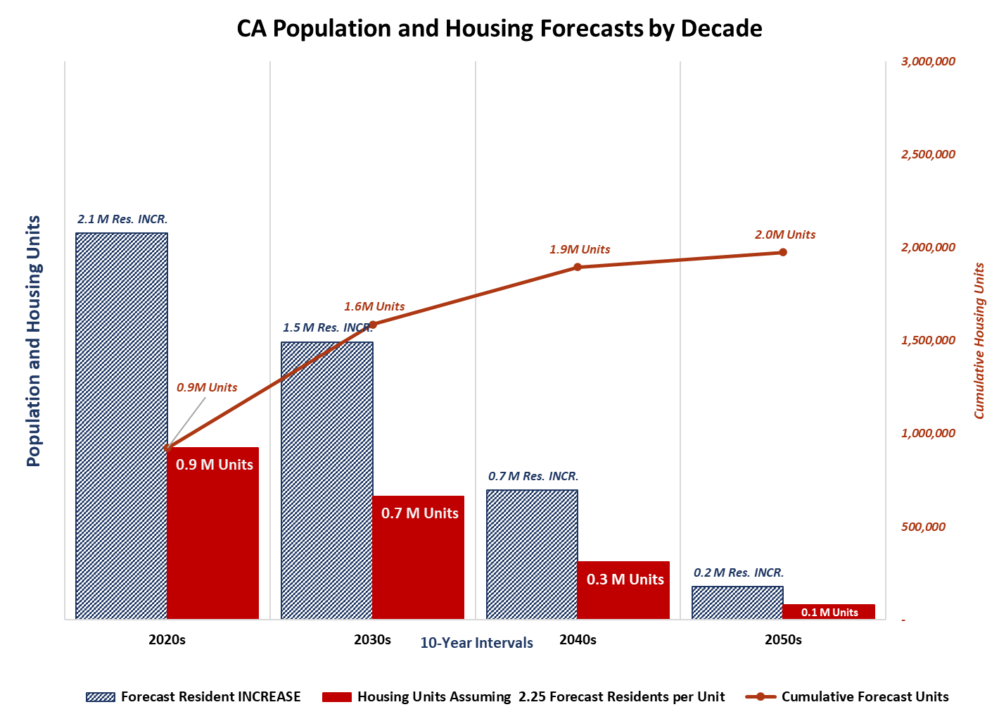 CA Population and Housing Forecasts by Decade
Population and Housing Units
3,000,000
2,500,000
2,000,000
1,500,000
1,000,000
500,000
-
Cumulative Housing Units
2.1 M Res. INCR.
1.5 M Res. INCR.
0.7 M Res. INCR.
0.2 M Res. INCR.
0.9M Units
1.6M Units
1.9M Units
2.0M Units
0.9 M Units
0.7 M Units
0.3 M Units
0.1 M Units
2020s
2030s
2040s
2050s
10-Year Intervals
Forecast Resident INCREASE
Housing Units Assuming  2.25 Forecast Residents per Unit
Cumulative Forecast Units